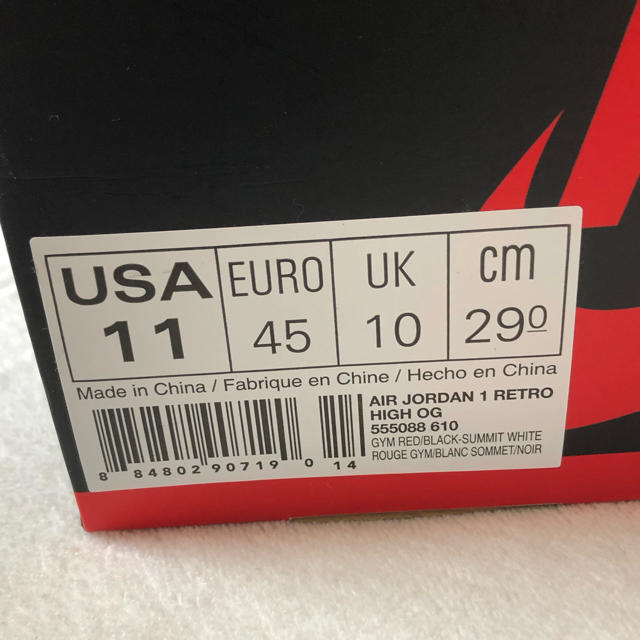 USA EURO UK cm
11 45 10 29⁰
Made in China / Fabrique en Chine / Hecho en China
AIR JORDAN 1 RETRO
HIGH OG
555088 610
GYM RED/BLACK-SUMMIT WHITE
ROUGE GYM/BLANC SOMMET/NOIR
8 84802 90719 0 14